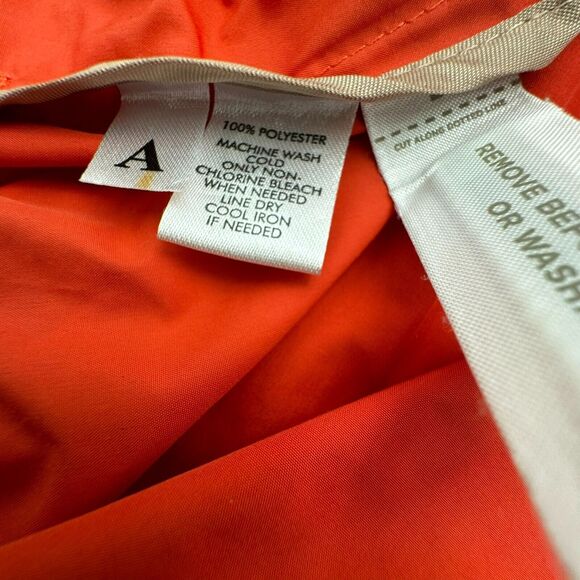 A
100% POLYESTER
MACHINE WASH
COLD
ONLY NON-
CHLORINE BLEACH
WHEN NEEDED
LINE DRY
COOL IRON
IF NEEDED
CUT ALONG DOTTED LINE
REMOVE
OR WASH